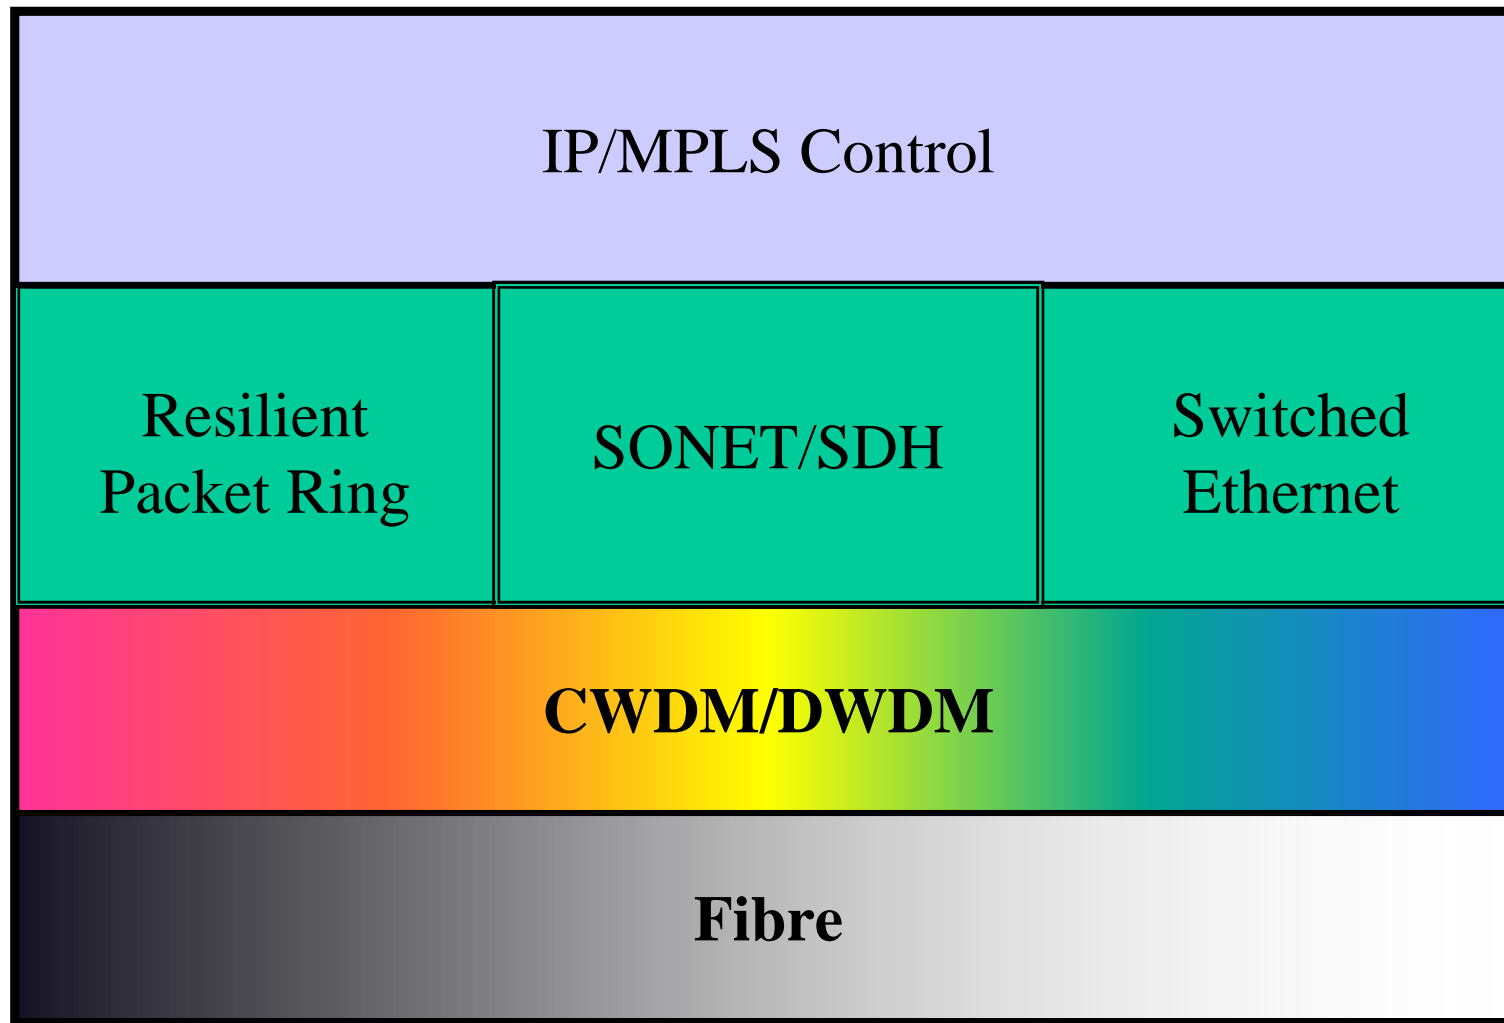 IP/MPLS Control
Resilient
Packet Ring
SONET/SDH
Switched
Ethernet
CWDM/DWDM
Fibre